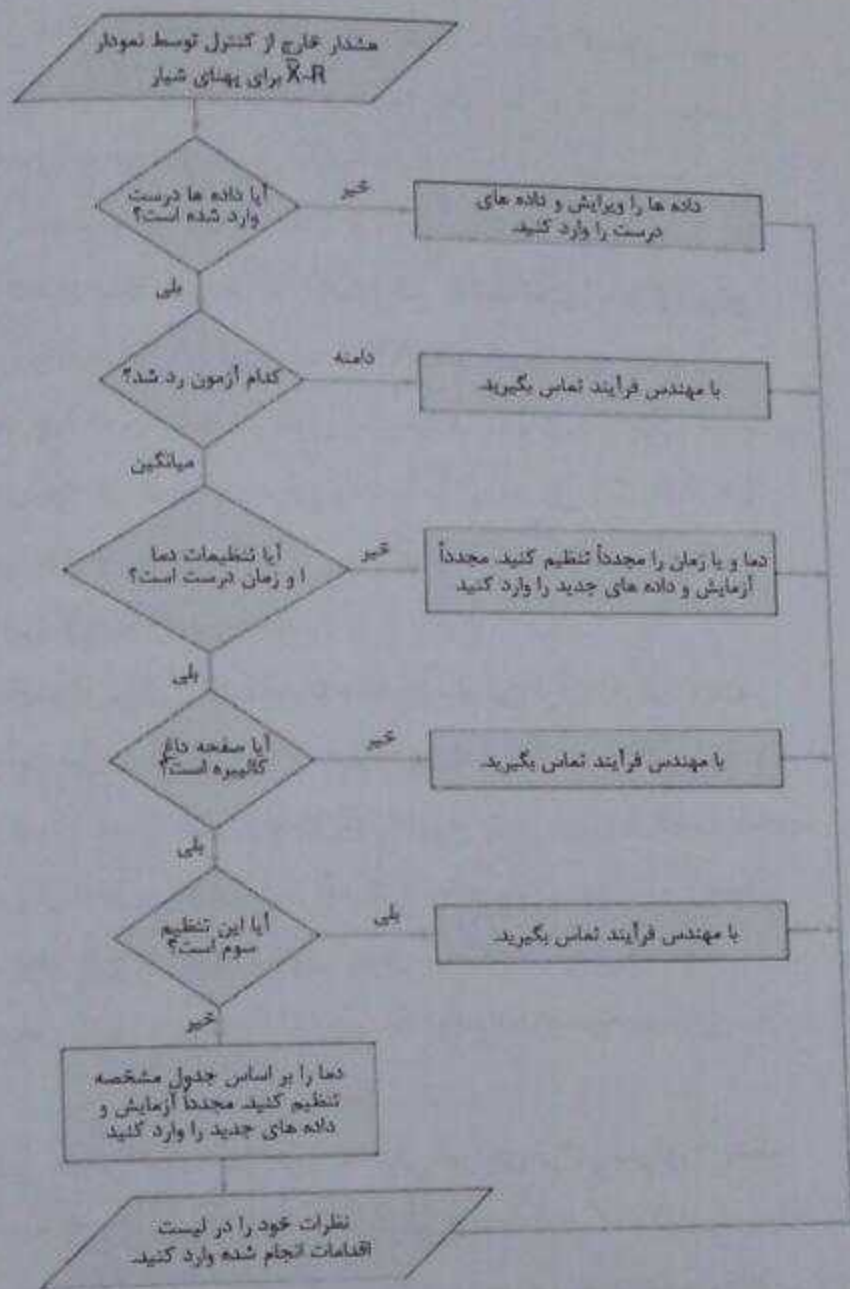 هشدار خارج از کنترل توسط نمودار
X̄-R برای پهنای شیار
آیا داده ها درست
وارد شده است؟
خیر
داده ها را ویرایش و داده های
درست را وارد کنید.
بلی
کدام آزمون رد شد؟
دامنه
با مهندس فرآیند تماس بگیرید.
میانگین
آیا تنظیمات دما
ا و زمان درست است؟
خیر
دما و یا زمان را مجدداً تنظیم کنید. مجدداً
آزمایش و داده های جدید را وارد کنید
بلی
آیا صفحه داغ
کالیبره است؟
خیر
با مهندس فرآیند تماس بگیرید.
بلی
آیا این تنظیم
سوم است؟
بلی
با مهندس فرآیند تماس بگیرید.
خیر
دما را بر اساس جدول مشخصه
تنظیم کنید. مجدداً آزمایش و
داده های جدید را وارد کنید
نظرات خود را در لیست
اقدامات انجام شده وارد کنید.